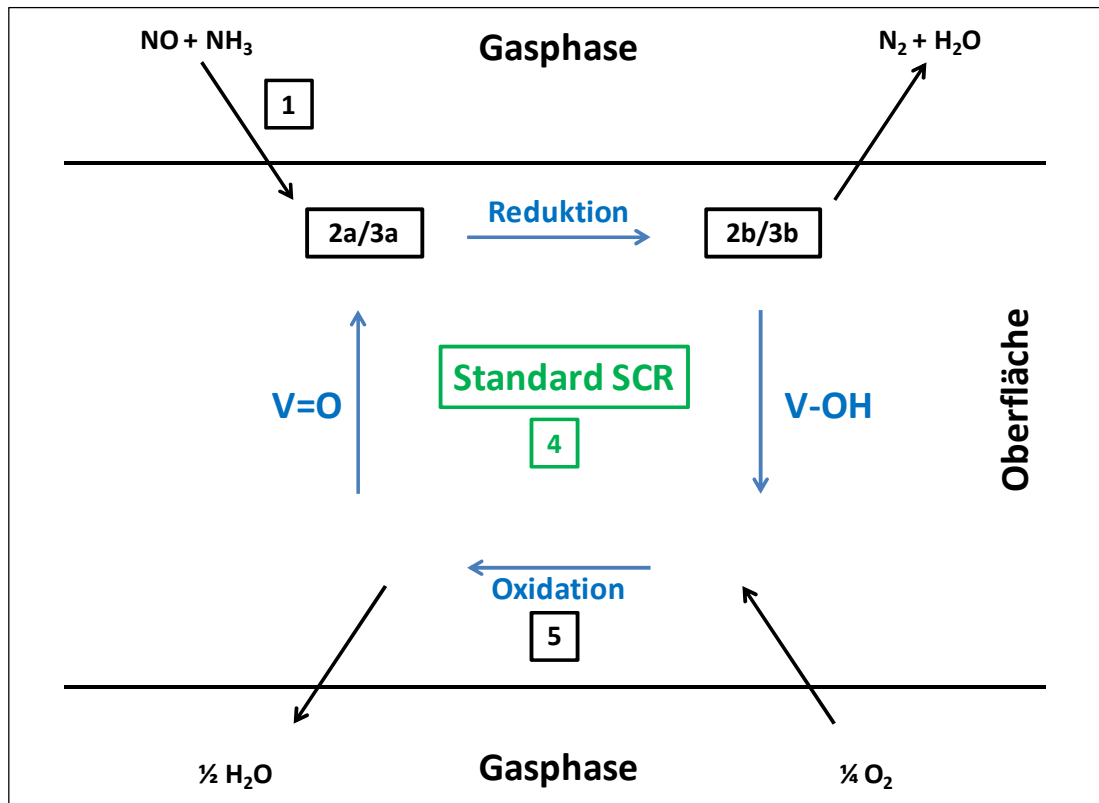 NO + NH₃
Gasphase
N₂ + H₂O
1
2a/3a
Reduktion
2b/3b
Standard SCR
4
V=O
V-OH
Oberfläche
Oxidation
5
½ H₂O
Gasphase
¼ O₂